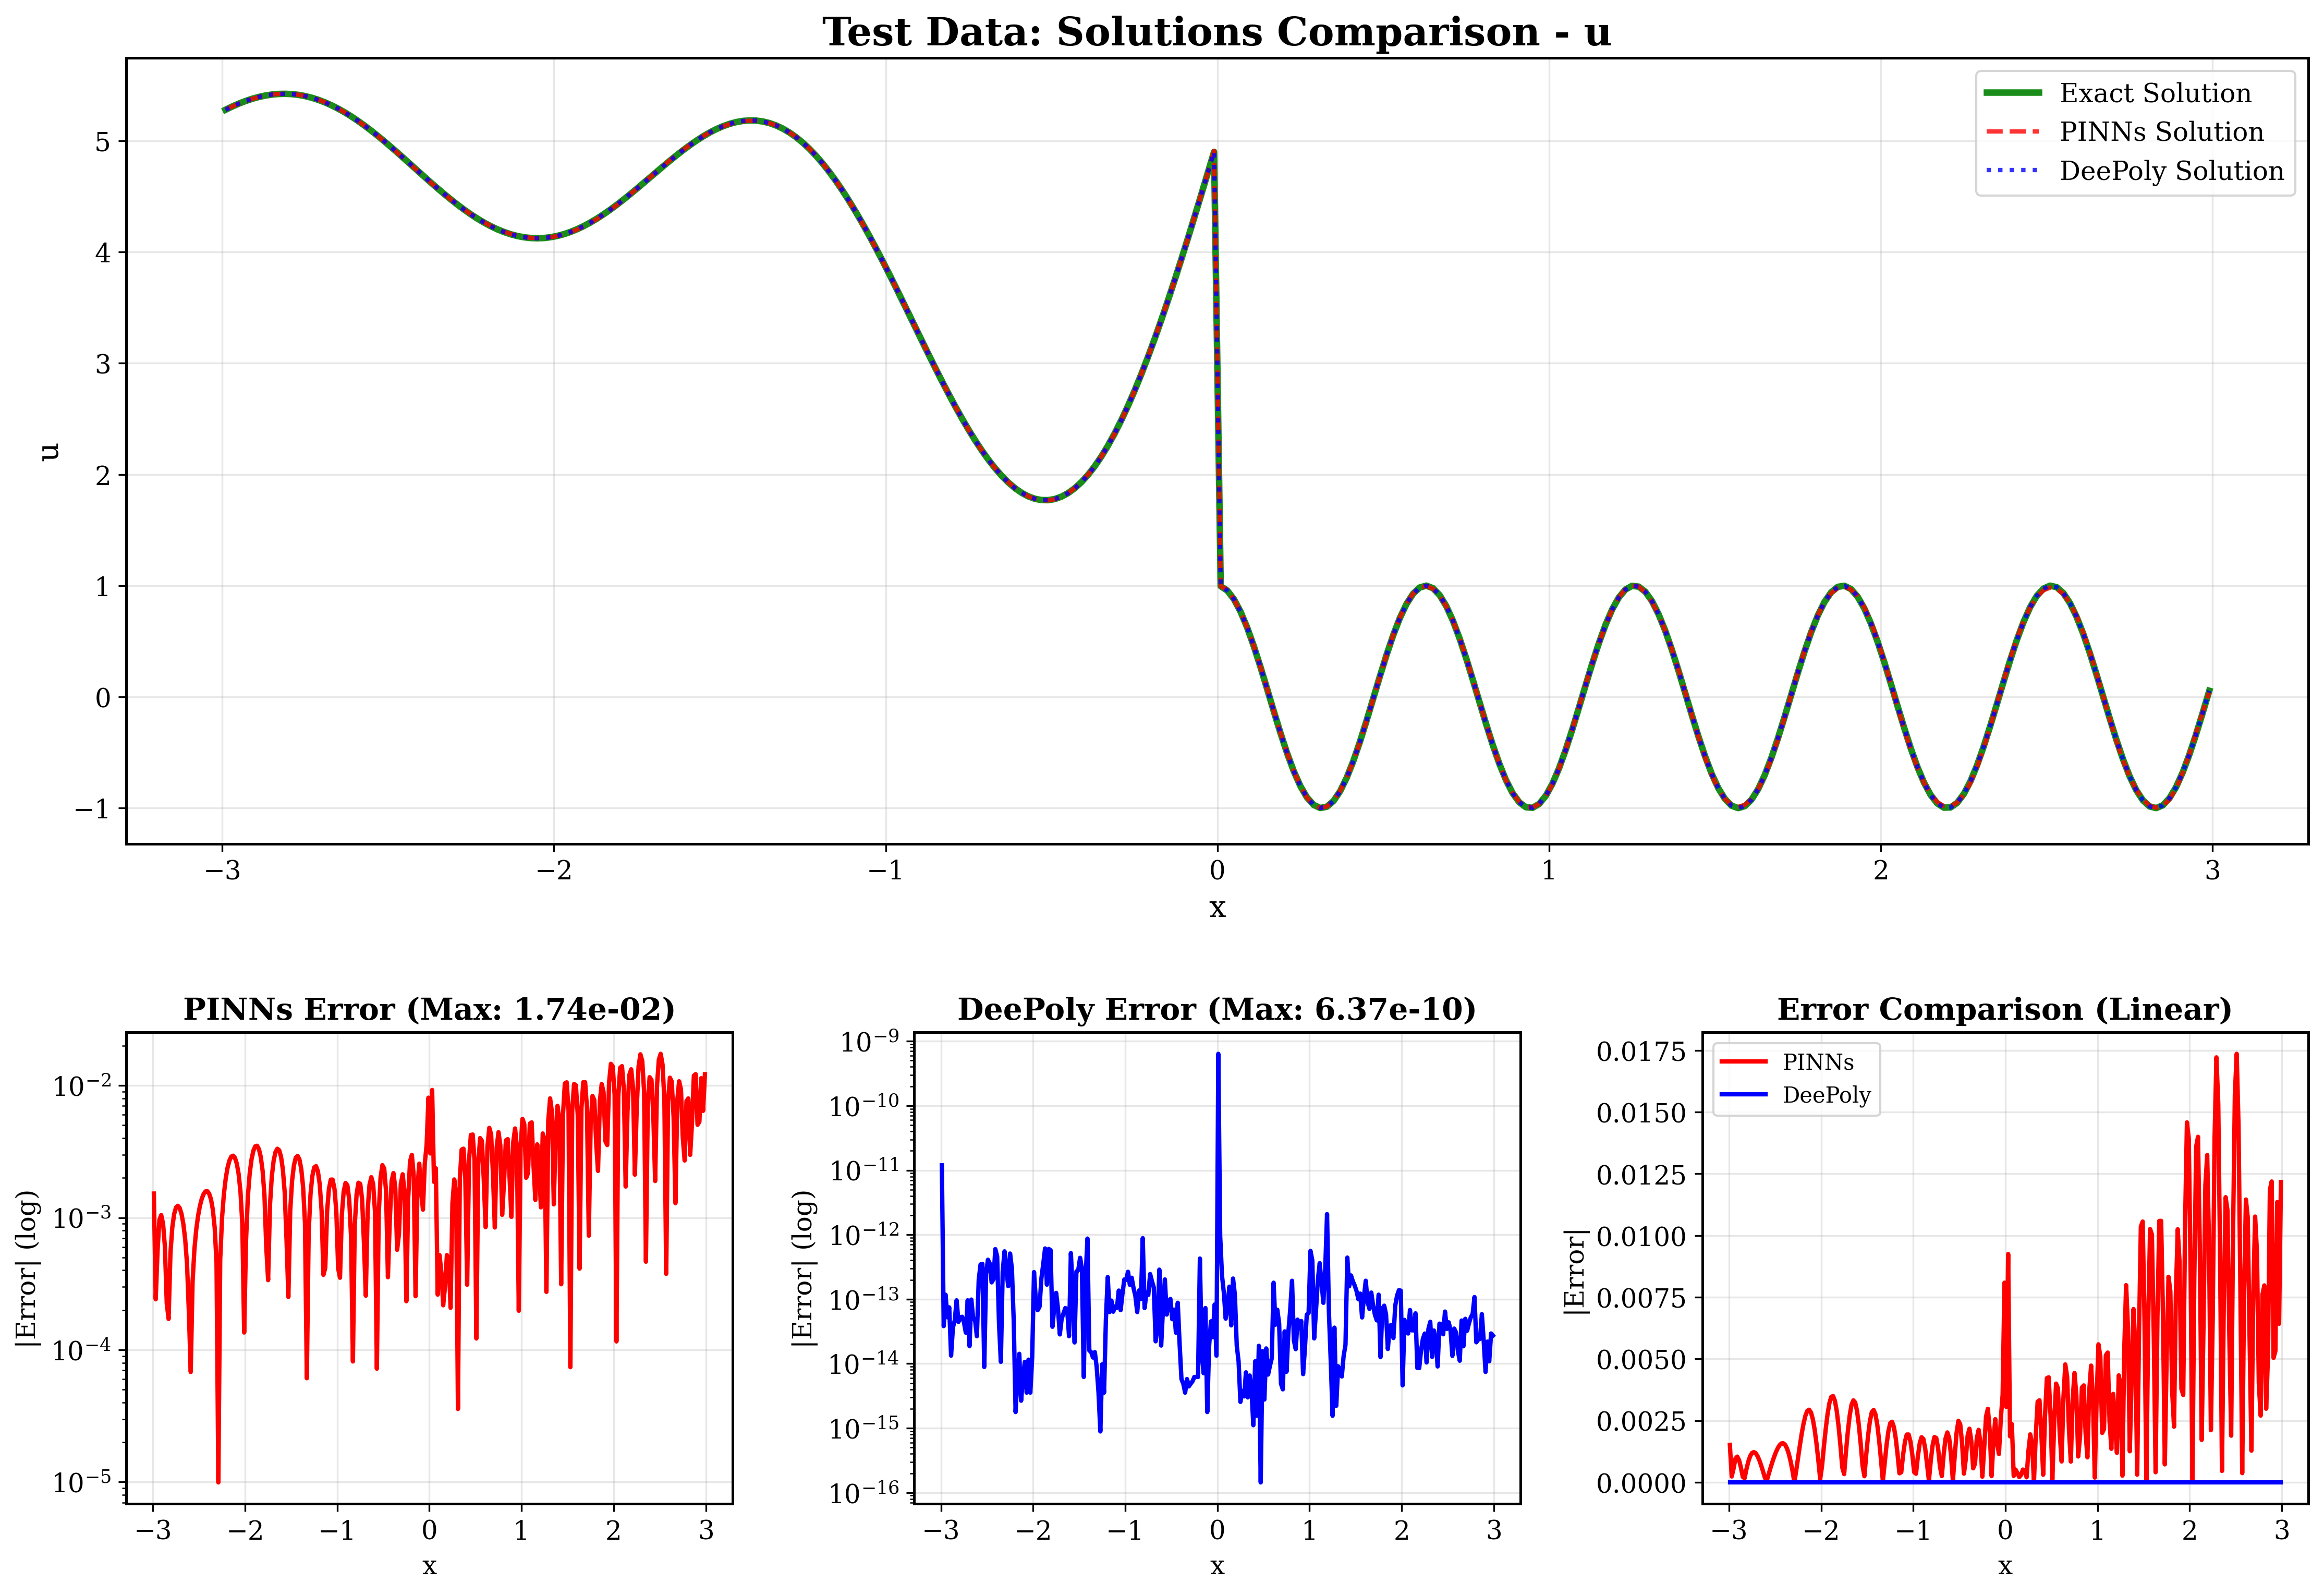 Test Data: Solutions Comparison - u
Exact Solution
PINNs Solution
DeePoly Solution
5
4
3
2
1
0
−1
u
−3 −2 −1 0 1 2 3
x
PINNs Error (Max: 1.74e-02)
10⁻²
10⁻³
10⁻⁴
10⁻⁵
|Error| (log)
−3 −2 −1 0 1 2 3
x
DeePoly Error (Max: 6.37e-10)
10⁻⁹
10⁻¹⁰
10⁻¹¹
10⁻¹²
10⁻¹³
10⁻¹⁴
10⁻¹⁵
10⁻¹⁶
|Error| (log)
−3 −2 −1 0 1 2 3
x
Error Comparison (Linear)
PINNs
DeePoly
0.0175
0.0150
0.0125
0.0100
0.0075
0.0050
0.0025
0.0000
|Error|
−3 −2 −1 0 1 2 3
x